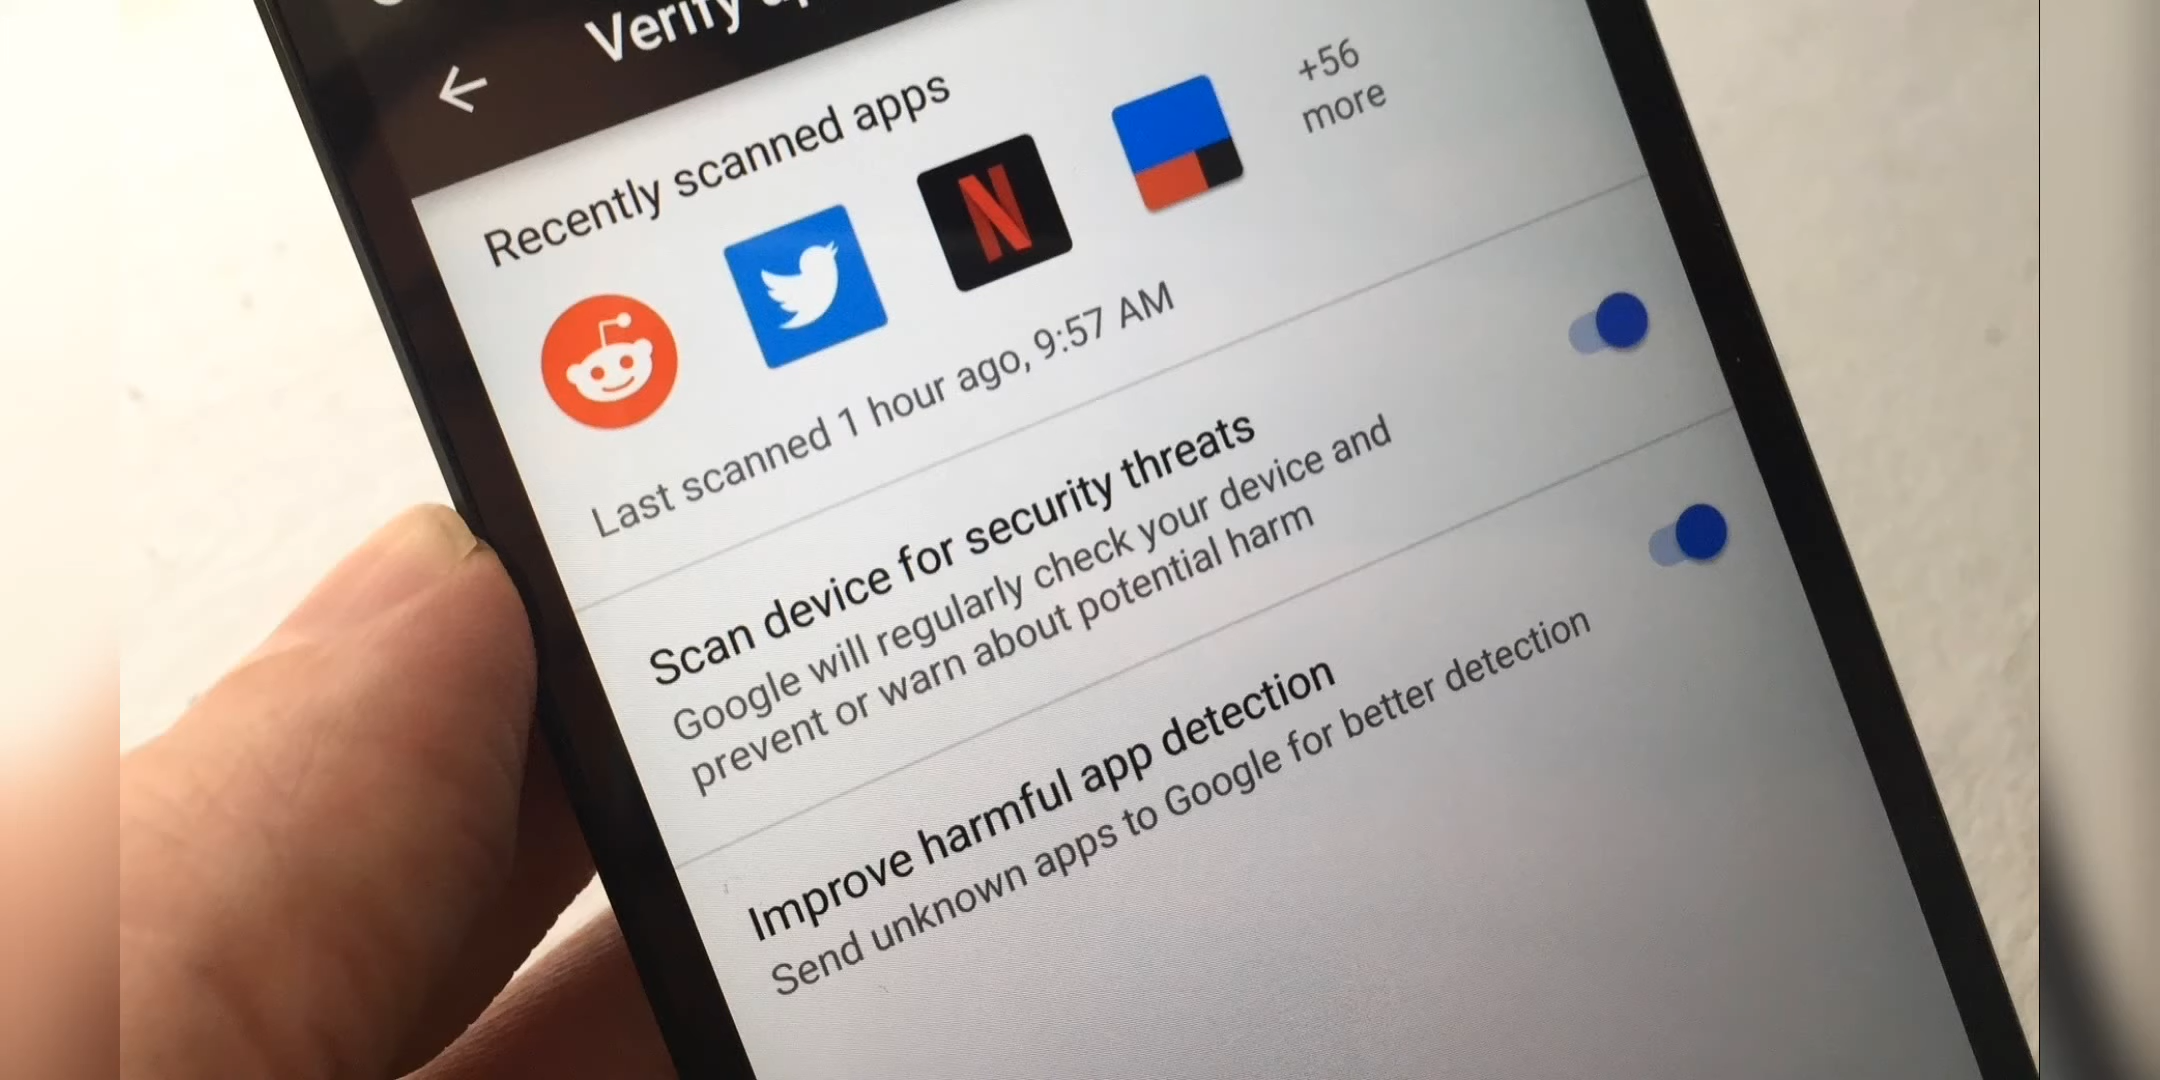 Verify
Recently scanned apps
+56
more
Last scanned 1 hour ago, 9:57 AM
Scan device for security threats
Google will regularly check your device and
prevent or warn about potential harm
Improve harmful app detection
Send unknown apps to Google for better detection